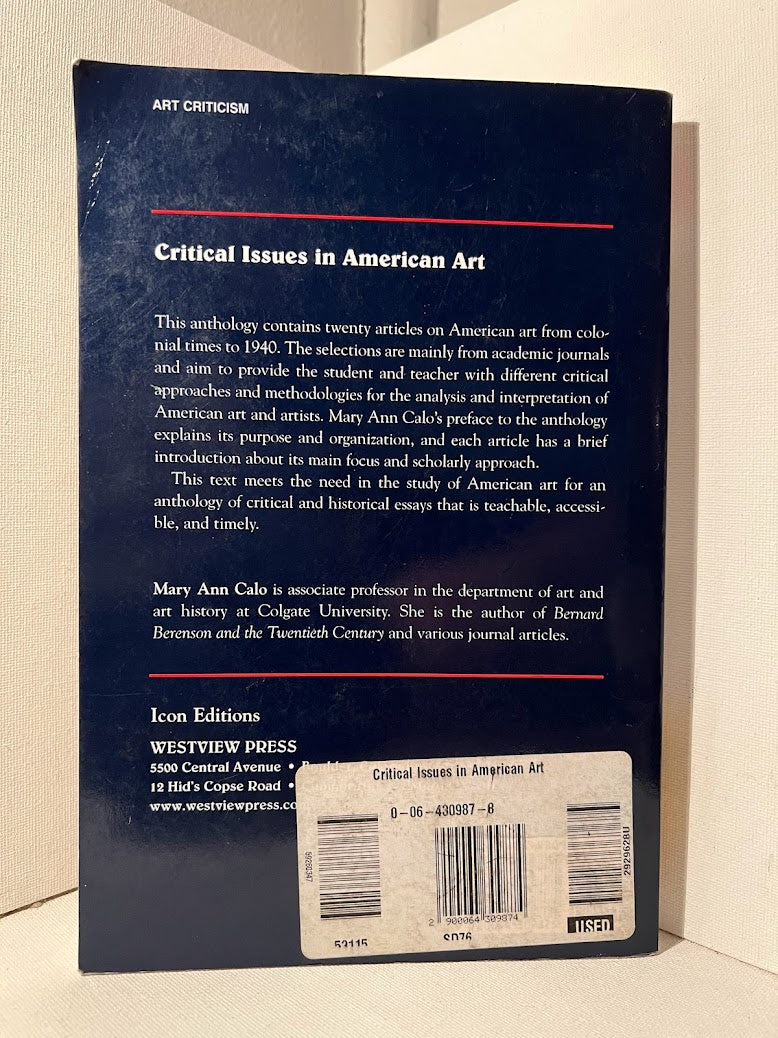 ART CRITICISM
Critical Issues in American Art
This anthology contains twenty articles on American art from colo-
nial times to 1940. The selections are mainly from academic journals
and aim to provide the student and teacher with different critical
approaches and methodologies for the analysis and interpretation of
American art and artists. Mary Ann Calo's preface to the anthology
explains its purpose and organization, and each article has a brief
introduction about its main focus and scholarly approach.
This text meets the need in the study of American art for an
anthology of critical and historical essays that is teachable, accessi-
ble, and timely.
Mary Ann Calo is associate professor in the department of art and
art history at Colgate University. She is the author of Bernard
Berenson and the Twentieth Century and various journal articles.
Icon Editions
WESTVIEW PRESS
5500 Central Avenue •
12 Hid's Copse Road •
www.westviewpress.co
Critical Issues in American Art
0-06-430987-8
59260347
2929628U
2 900064 309874
53115
SD76
USED